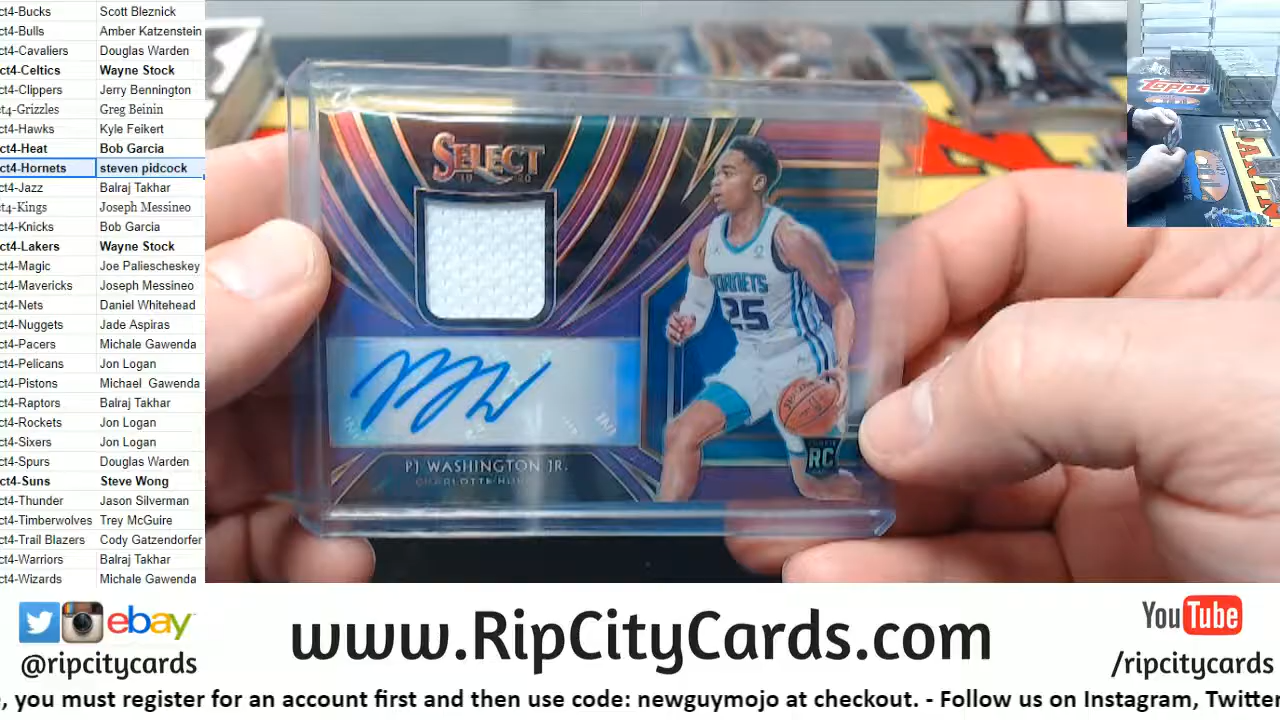 ct4-Bucks Scott Bleznick
ct4-Bulls Amber Katzenstein
ct4-Cavaliers Douglas Warden
ct4-Celtics Wayne Stock
ct4-Clippers Jerry Bennington
ct4-Grizzles Greg Beinin
ct4-Hawks Kyle Feikert
ct4-Heat Bob Garcia
ct4-Hornets steven pidcock
ct4-Jazz Balraj Takhar
ct4-Kings Joseph Messineo
ct4-Knicks Bob Garcia
ct4-Lakers Wayne Stock
ct4-Magic Joe Paliescheskey
ct4-Mavericks Joseph Messineo
ct4-Nets Daniel Whitehead
ct4-Nuggets Jade Aspiras
ct4-Pacers Michale Gawenda
ct4-Pelicans Jon Logan
ct4-Pistons Michael Gawenda
ct4-Raptors Balraj Takhar
ct4-Rockets Jon Logan
ct4-Sixers Jon Logan
ct4-Spurs Douglas Warden
ct4-Suns Steve Wong
ct4-Thunder Jason Silverman
ct4-Timberwolves Trey McGuire
ct4-Trail Blazers Cody Gatzendorfer
ct4-Warriors Balraj Takhar
ct4-Wizards Michale Gawenda
SELECT
HORNETS
25
RC
PJ WASHINGTON JR.
CHARLOTTE
Topps
ebay
@ripcitycards
www.RipCityCards.com
YouTube
/ripcitycards
, you must register for an account first and then use code: newguymojo at checkout. - Follow us on Instagram, Twitter